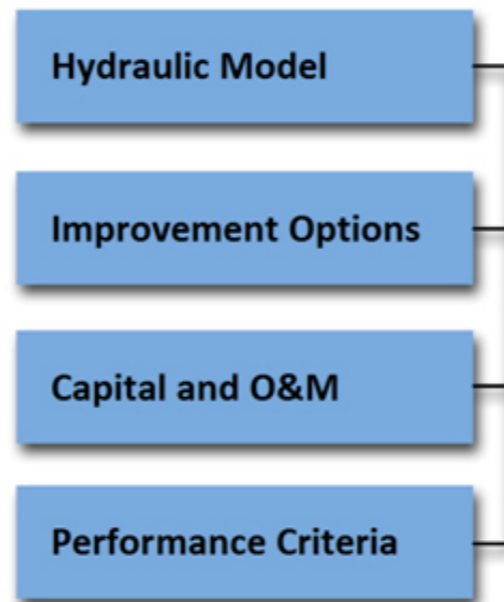 Hydraulic Model
Improvement Options
Capital and O&M
Performance Criteria